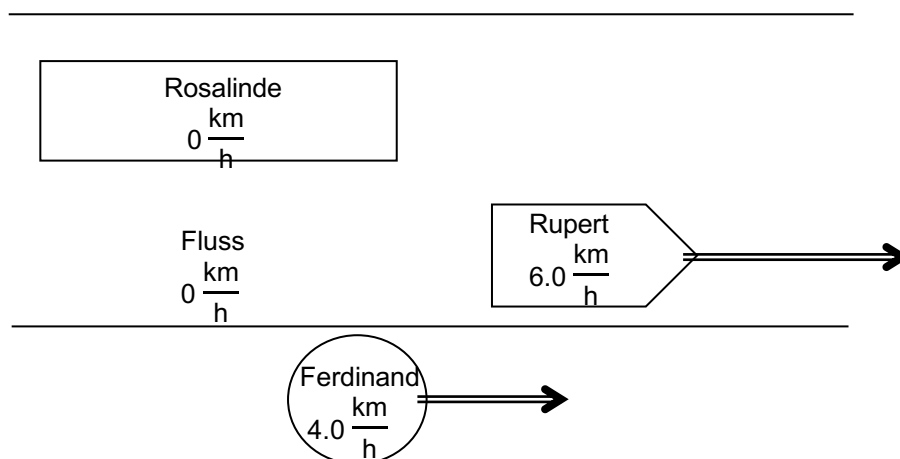 Rosalinde
0 km/h
Fluss
0 km/h
Rupert
6.0 km/h
Ferdinand
4.0 km/h